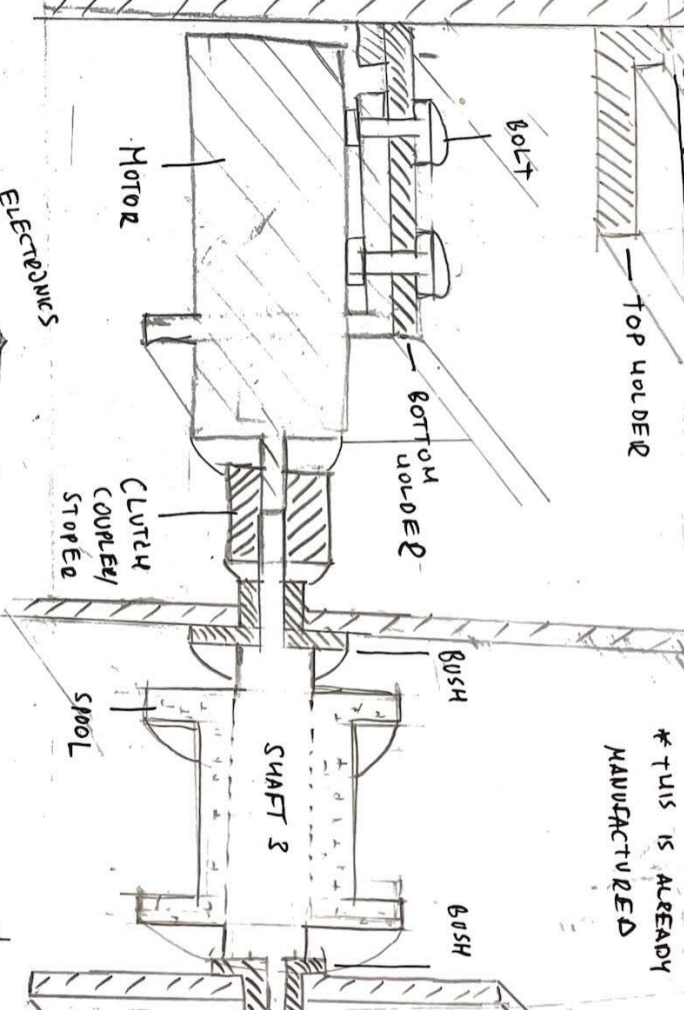 BOLT
TOP HOLDER
MOTOR
ELECTRONICS
BOTTOM
HOLDER
CLUTCH
COUPLER/
STOPER
BUSH
SPOOL
SHAFT 3
* THIS IS ALREADY
MANUFACTURED
BUSH